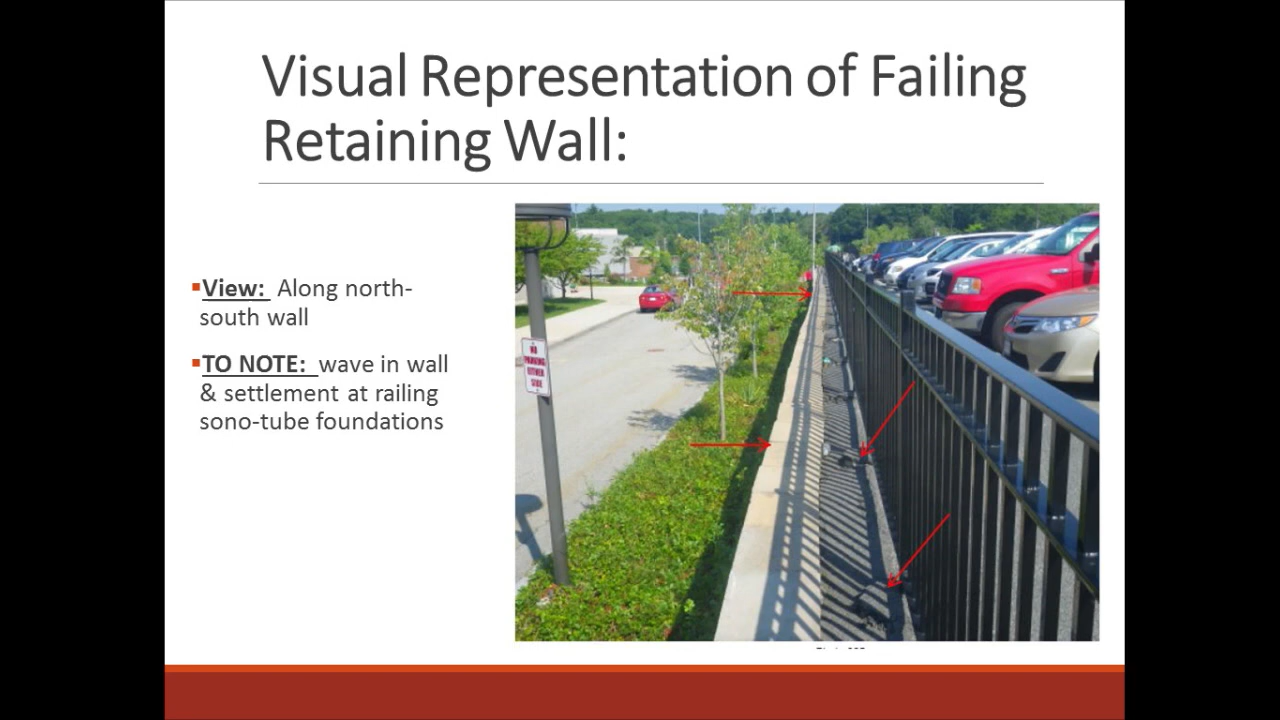 Visual Representation of Failing
Retaining Wall:
▪View: Along north-
south wall
▪TO NOTE: wave in wall
& settlement at railing
sono-tube foundations
NO
PARKING
EITHER
SIDE